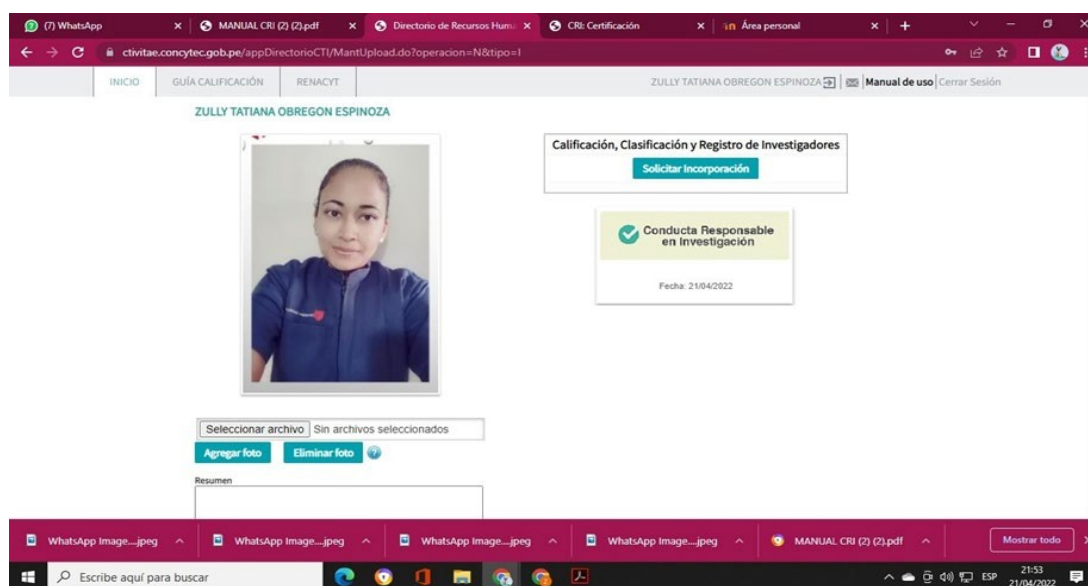 (7) WhatsApp
MANUAL CRI (2) (2).pdf
Directorio de Recursos Huma
CRI: Certificación
Área personal
ctivitae.concytec.gob.pe/appDirectorioCTI/MantUpload.do?operacion=N&tipo=1
INICIO
GUÍA CALIFICACIÓN
RENACYT
ZULLY TATIANA OBREGON ESPINOZA
Manual de uso
Cerrar Sesión
ZULLY TATIANA OBREGON ESPINOZA
Calificación, Clasificación y Registro de Investigadores
Solicitar Incorporación
Conducta Responsable
en Investigación
Fecha: 21/04/2022
Seleccionar archivo Sin archivos seleccionados
Agregar foto
Eliminar foto
Resumen
WhatsApp Image....jpeg
WhatsApp Image....jpeg
WhatsApp Image....jpeg
WhatsApp Image....jpeg
MANUAL CRI (2) (2).pdf
Mostrar todo
Escribe aquí para buscar
ESP
21:53
21/04/2022